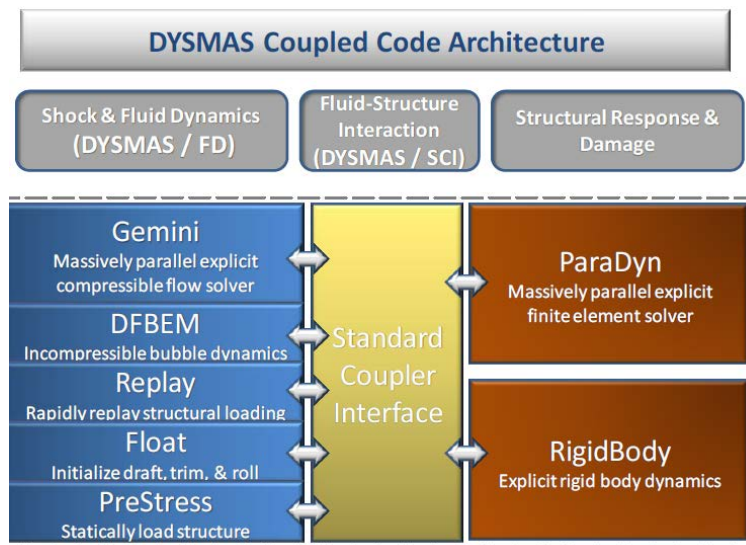 DYSMAS Coupled Code Architecture
Shock & Fluid Dynamics
(DYSMAS / FD)
Fluid-Structure
Interaction
(DYSMAS / SCI)
Structural Response &
Damage
Gemini
Massively parallel explicit
compressible flow solver
DFBEM
Incompressible bubble dynamics
Replay
Rapidly replay structural loading
Float
Initialize draft, trim, & roll
PreStress
Statically load structure
Standard
Coupler
Interface
ParaDyn
Massively parallel explicit
finite element solver
RigidBody
Explicit rigid body dynamics